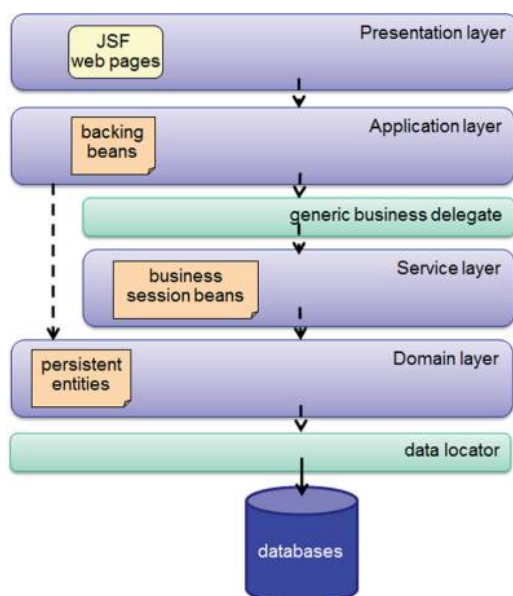 JSF
web pages
Presentation layer
backing
beans
Application layer
generic business delegate
business
session beans
Service layer
persistent
entities
Domain layer
data locator
databases